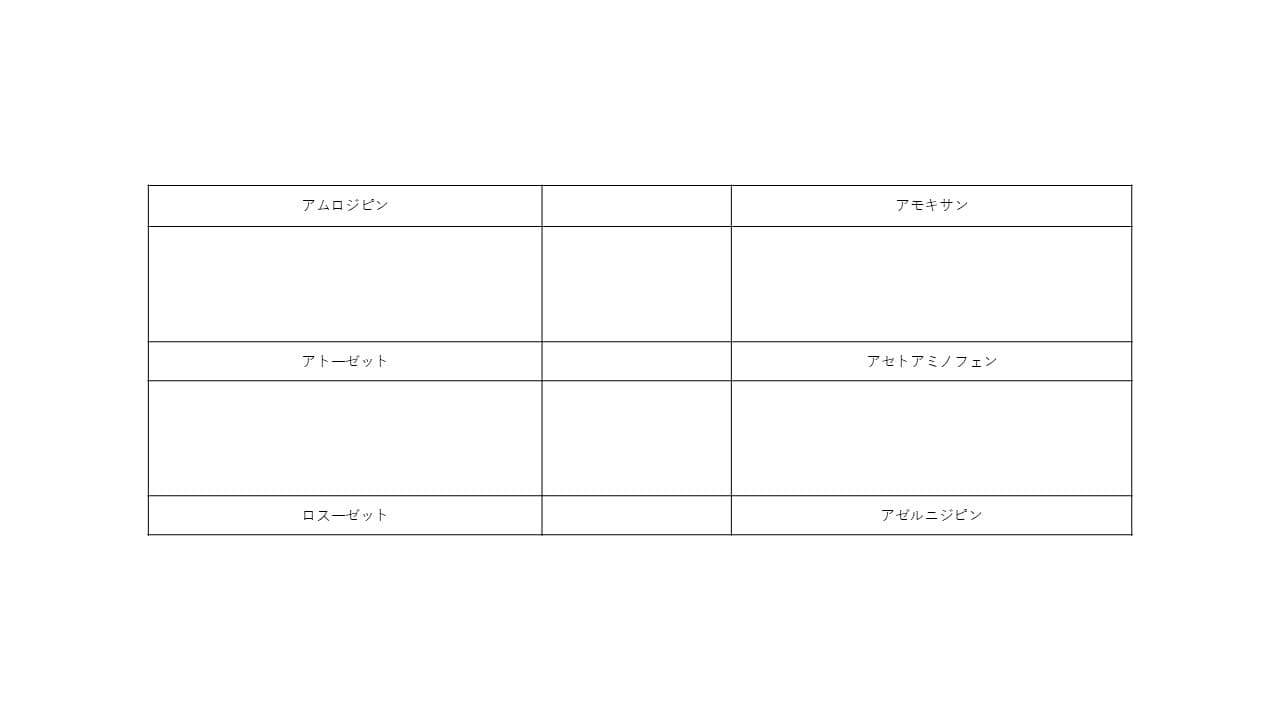 アムロジピン
アモキサン
アトーゼット
アセトアミノフェン
ロスーゼット
アゼルニジピン